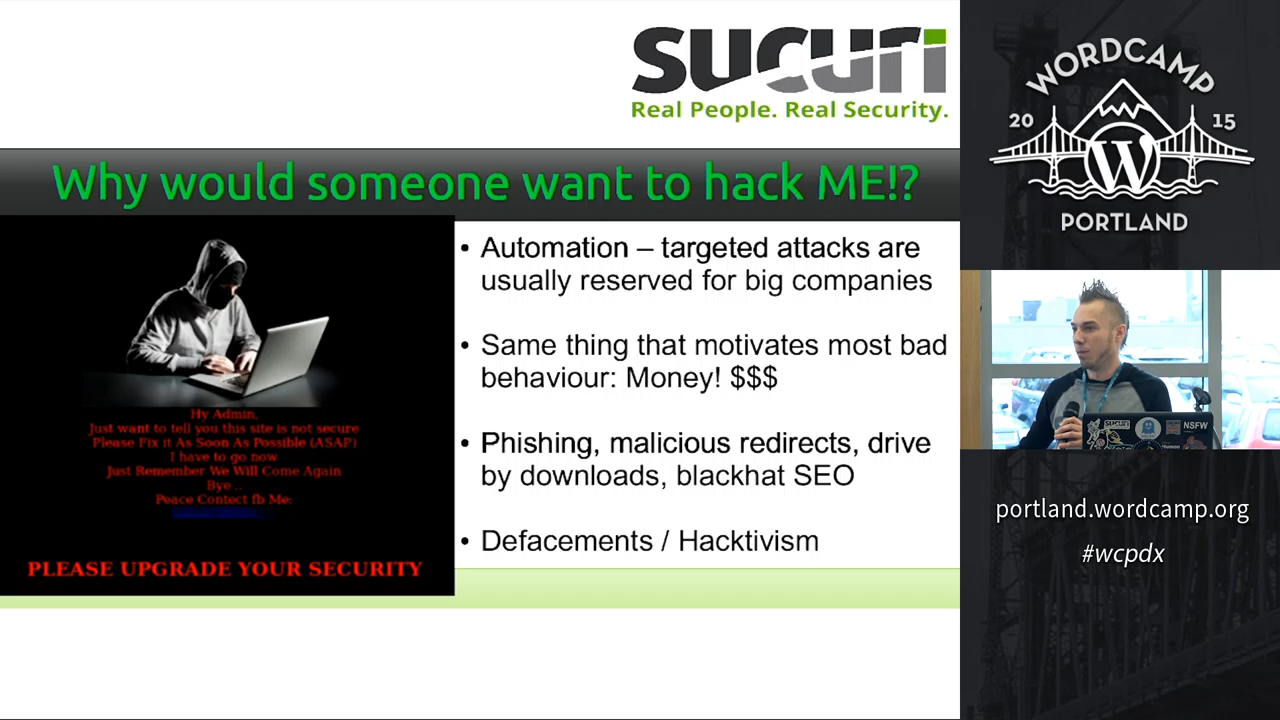 sucuri
Real People. Real Security.
Why would someone want to hack ME!?
• Automation – targeted attacks are
usually reserved for big companies
• Same thing that motivates most bad
behaviour: Money! $$$
• Phishing, malicious redirects, drive
by downloads, blackhat SEO
• Defacements / Hacktivism
Hy Admin,
Just want to tell you this site is not secure
Please Fix it As Soon As Possible (ASAP)
I have to go now
Just Remember We Will Come Again
Bye ..
Peace Contect fb Me:
PLEASE UPGRADE YOUR SECURITY
WORDCAMP
20 15
W
PORTLAND
SUCURI
NSFW
portland.wordcamp.org
#wcpdx